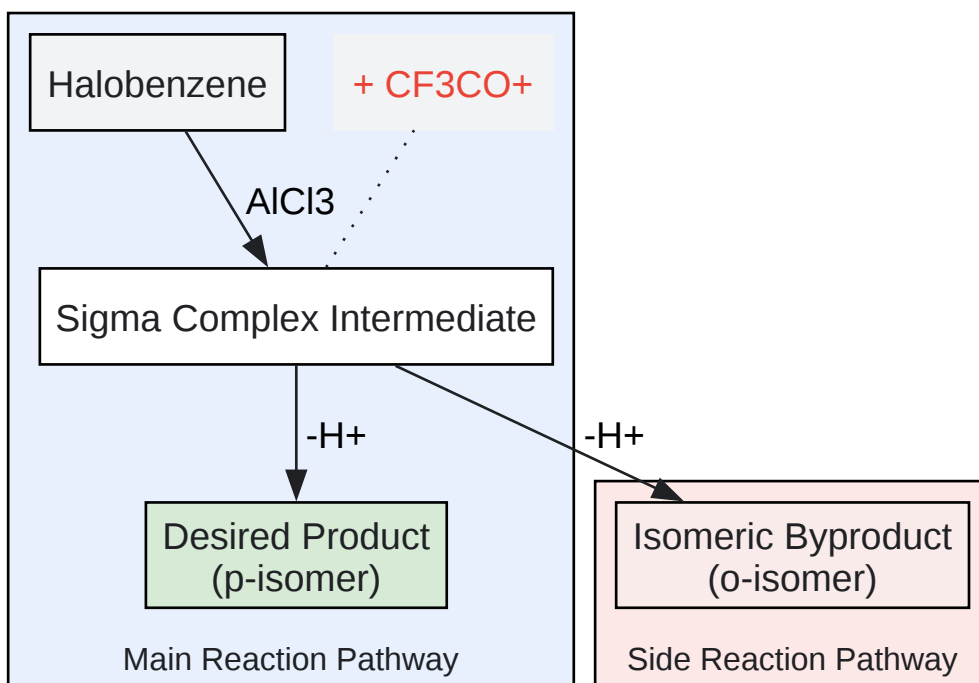 Halobenzene
+ CF3CO+
AlCl3
Sigma Complex Intermediate
-H+
-H+
Desired Product
(p-isomer)
Isomeric Byproduct
(o-isomer)
Main Reaction Pathway
Side Reaction Pathway